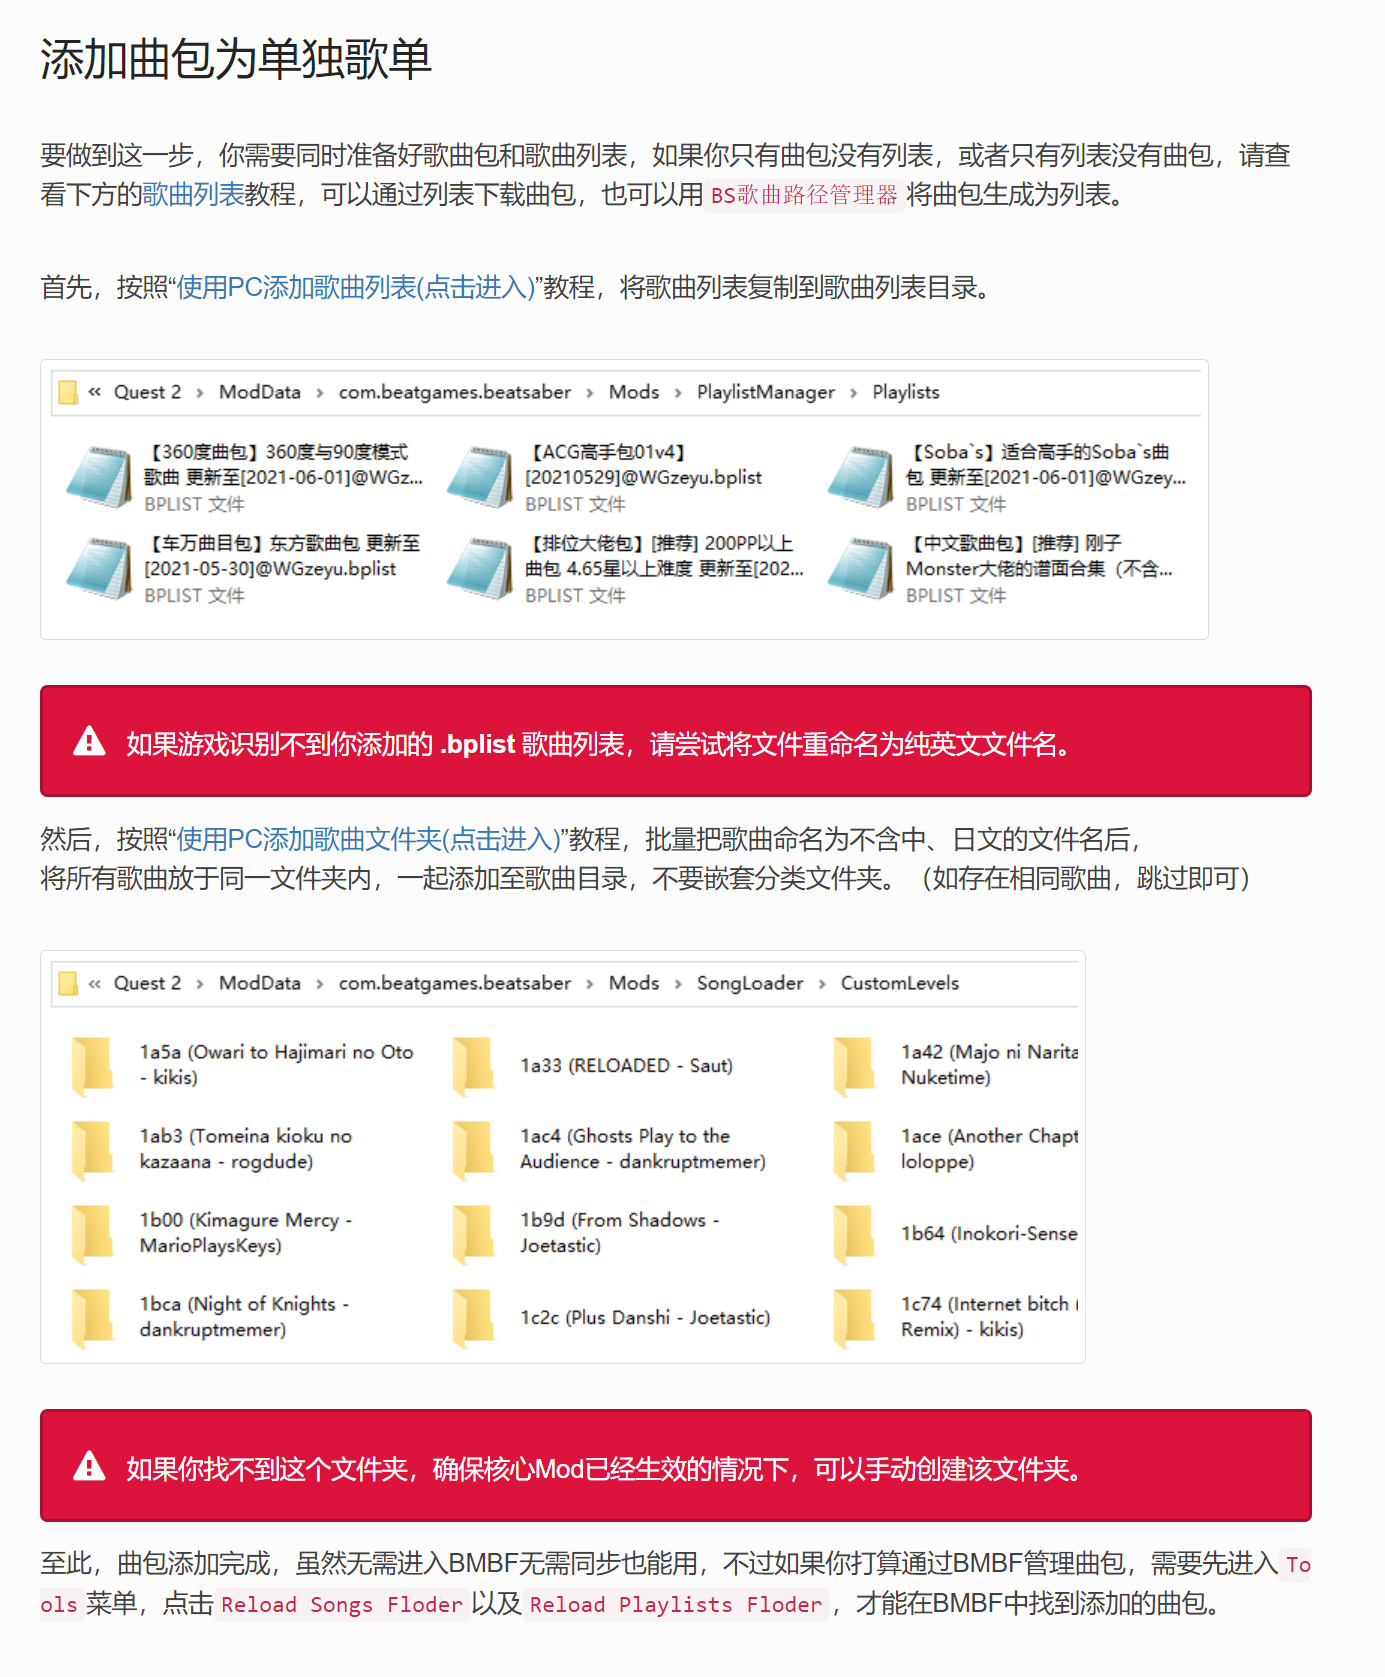 添加曲包为单独歌单
要做到这一步，你需要同时准备好歌曲包和歌曲列表，如果你只有曲包没有列表，或者只有列表没有曲包，请查
看下方的歌曲列表教程，可以通过列表下载曲包，也可以用 BS歌曲路径管理器 将曲包生成为列表。
首先，按照“使用PC添加歌曲列表(点击进入)”教程，将歌曲列表复制到歌曲列表目录。
« Quest 2 › ModData › com.beatgames.beatsaber › Mods › PlaylistManager › Playlists
【360度曲包】360度与90度模式
歌曲 更新至[2021-06-01]@WGz...
BPLIST 文件
【ACG高手包01v4】
[20210529]@WGzeyu.bplist
BPLIST 文件
【Soba`s】适合高手的Soba`s曲
包 更新至[2021-06-01]@WGzey...
BPLIST 文件
【车万曲目包】东方歌曲包 更新至
[2021-05-30]@WGzeyu.bplist
BPLIST 文件
【排位大佬包】[推荐] 200PP以上
曲包 4.65星以上难度 更新至[202...
BPLIST 文件
【中文歌曲包】[推荐] 刚子
Monster大佬的谱面合集（不含...
BPLIST 文件
如果游戏识别不到你添加的 .bplist 歌曲列表，请尝试将文件重命名为纯英文文件名。
然后，按照“使用PC添加歌曲文件夹(点击进入)”教程，批量把歌曲命名为不含中、日文的文件名后，
将所有歌曲放于同一文件夹内，一起添加至歌曲目录，不要嵌套分类文件夹。（如存在相同歌曲，跳过即可）
« Quest 2 › ModData › com.beatgames.beatsaber › Mods › SongLoader › CustomLevels
1a5a (Owari to Hajimari no Oto
- kikis)
1a33 (RELOADED - Saut)
1a42 (Majo ni Narita
Nuketime)
1ab3 (Tomeina kioku no
kazaana - rogdude)
1ac4 (Ghosts Play to the
Audience - dankruptmemer)
1ace (Another Chapt
loloppe)
1b00 (Kimagure Mercy -
MarioPlaysKeys)
1b9d (From Shadows -
Joetastic)
1b64 (Inokori-Sense
1bca (Night of Knights -
dankruptmemer)
1c2c (Plus Danshi - Joetastic)
1c74 (Internet bitch (
Remix) - kikis)
如果你找不到这个文件夹，确保核心Mod已经生效的情况下，可以手动创建该文件夹。
至此，曲包添加完成，虽然无需进入BMBF无需同步也能用，不过如果你打算通过BMBF管理曲包，需要先进入 To
ols 菜单，点击 Reload Songs Floder 以及 Reload Playlists Floder ，才能在BMBF中找到添加的曲包。